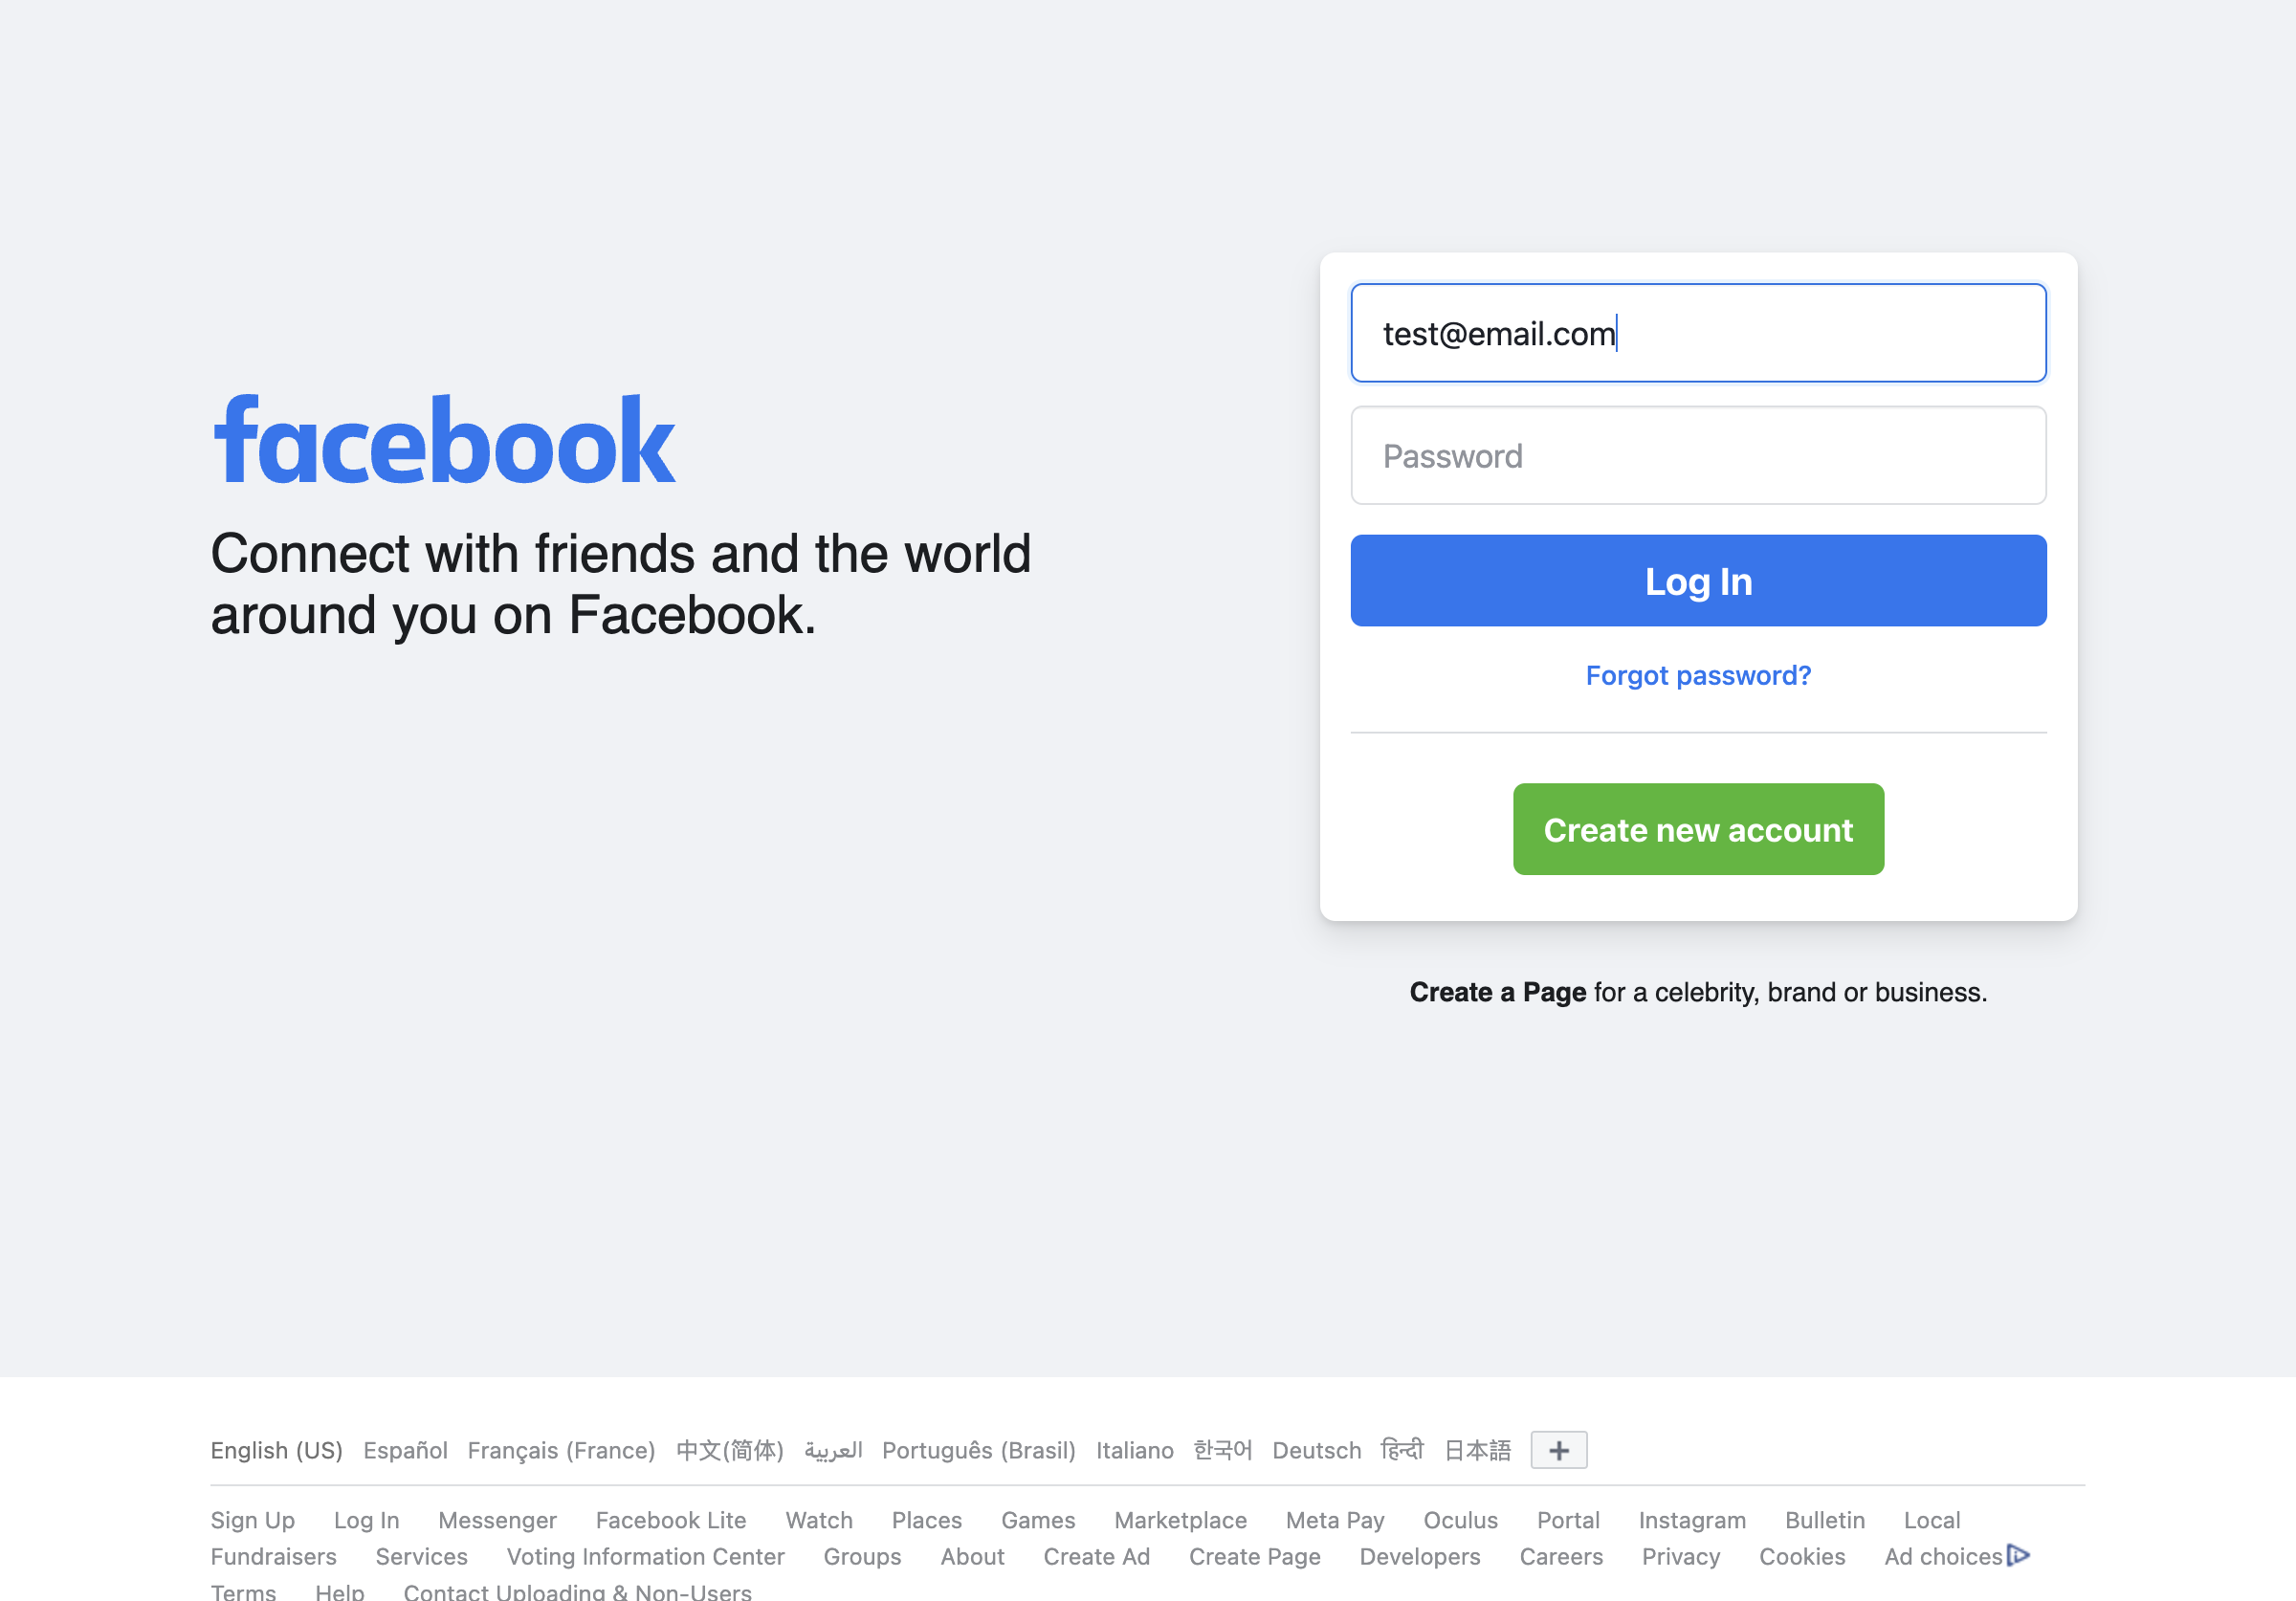 facebook
Connect with friends and the world
around you on Facebook.
test@email.com
Password
Log In
Forgot password?
Create new account
Create a Page for a celebrity, brand or business.
English (US) Español Français (France) 中文(简体) العربية Português (Brasil) Italiano 한국어 Deutsch हिन्दी 日本語 +
Sign Up Log In Messenger Facebook Lite Watch Places Games Marketplace Meta Pay Oculus Portal Instagram Bulletin Local
Fundraisers Services Voting Information Center Groups About Create Ad Create Page Developers Careers Privacy Cookies Ad choices
Terms Help Contact Uploading & Non-Users